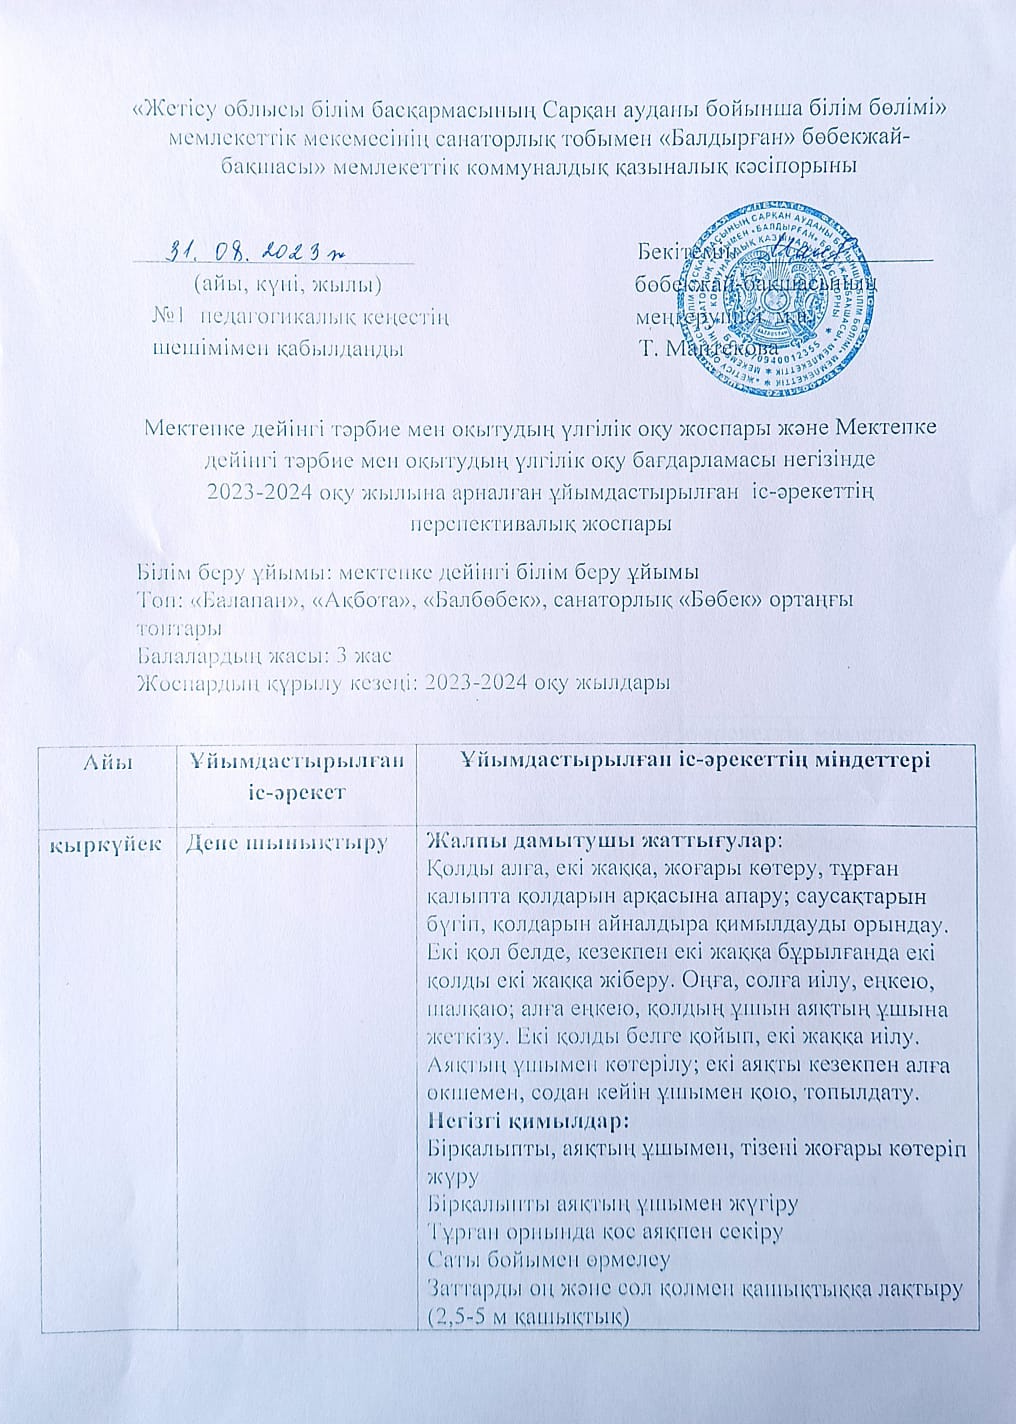 «Жетісу облысы білім басқармасының Сарқан ауданы бойынша білім бөлімі»
мемлекеттік мекемесінің санаторлық тобымен «Балдырған» бөбекжай-
бақшасы» мемлекеттік коммуналдық қазыналық кәсіпорыны
31. 08. 2023 ж
(айы, күні, жылы)
№1 педагогикалық кеңестің
шешімімен қабылданды
Бекітемін
бөбекжай-бақшасының
меңгерушісі м.а.
Т. Маптекова
Мектепке дейінгі тәрбие мен оқытудың үлгілік оқу жоспары және Мектепке
дейінгі тәрбие мен оқытудың үлгілік оқу бағдарламасы негізінде
2023-2024 оқу жылына арналған ұйымдастырылған іс-әрекеттің
перспективалық жоспары
Білім беру ұйымы: мектепке дейінгі білім беру ұйымы
Топ: «Балапан», «Ақбота», «Балбөбек», санаторлық «Бөбек» ортаңғы
топтары
Балалардың жасы: 3 жас
Жоспардың құрылу кезеңі: 2023-2024 оқу жылдары
Айы
Ұйымдастырылған
іс-әрекет
Ұйымдастырылған іс-әрекеттің міндеттері
қыркүйек
Дене шынықтыру
Жалпы дамытушы жаттығулар:
Қолды алға, екі жаққа, жоғары көтеру, тұрған
қалыпта қолдарын арқасына апару; саусақтарын
бүгіп, қолдарын айналдыра қимылдауды орындау.
Екі қол белде, кезекпен екі жаққа бұрылғанда екі
қолды екі жаққа жіберу. Оңға, солға иілу, еңкею,
шалқаю; алға еңкею, қолдың ұшын аяқтың ұшына
жеткізу. Екі қолды белге қойып, екі жаққа иілу.
Аяқтың ұшымен көтерілу; екі аяқты кезекпен алға
өкшемен, содан кейін ұшымен қою, топылдату.
Негізгі қимылдар:
Бірқалыпты, аяқтың ұшымен, тізені жоғары көтеріп
жүру
Бірқалыпты аяқтың ұшымен жүгіру
Тұрған орнында қос аяқпен секіру
Саты бойымен өрмелеу
Заттарды оң және сол қолмен қашықтыққа лақтыру
(2,5-5 м қашықтық)